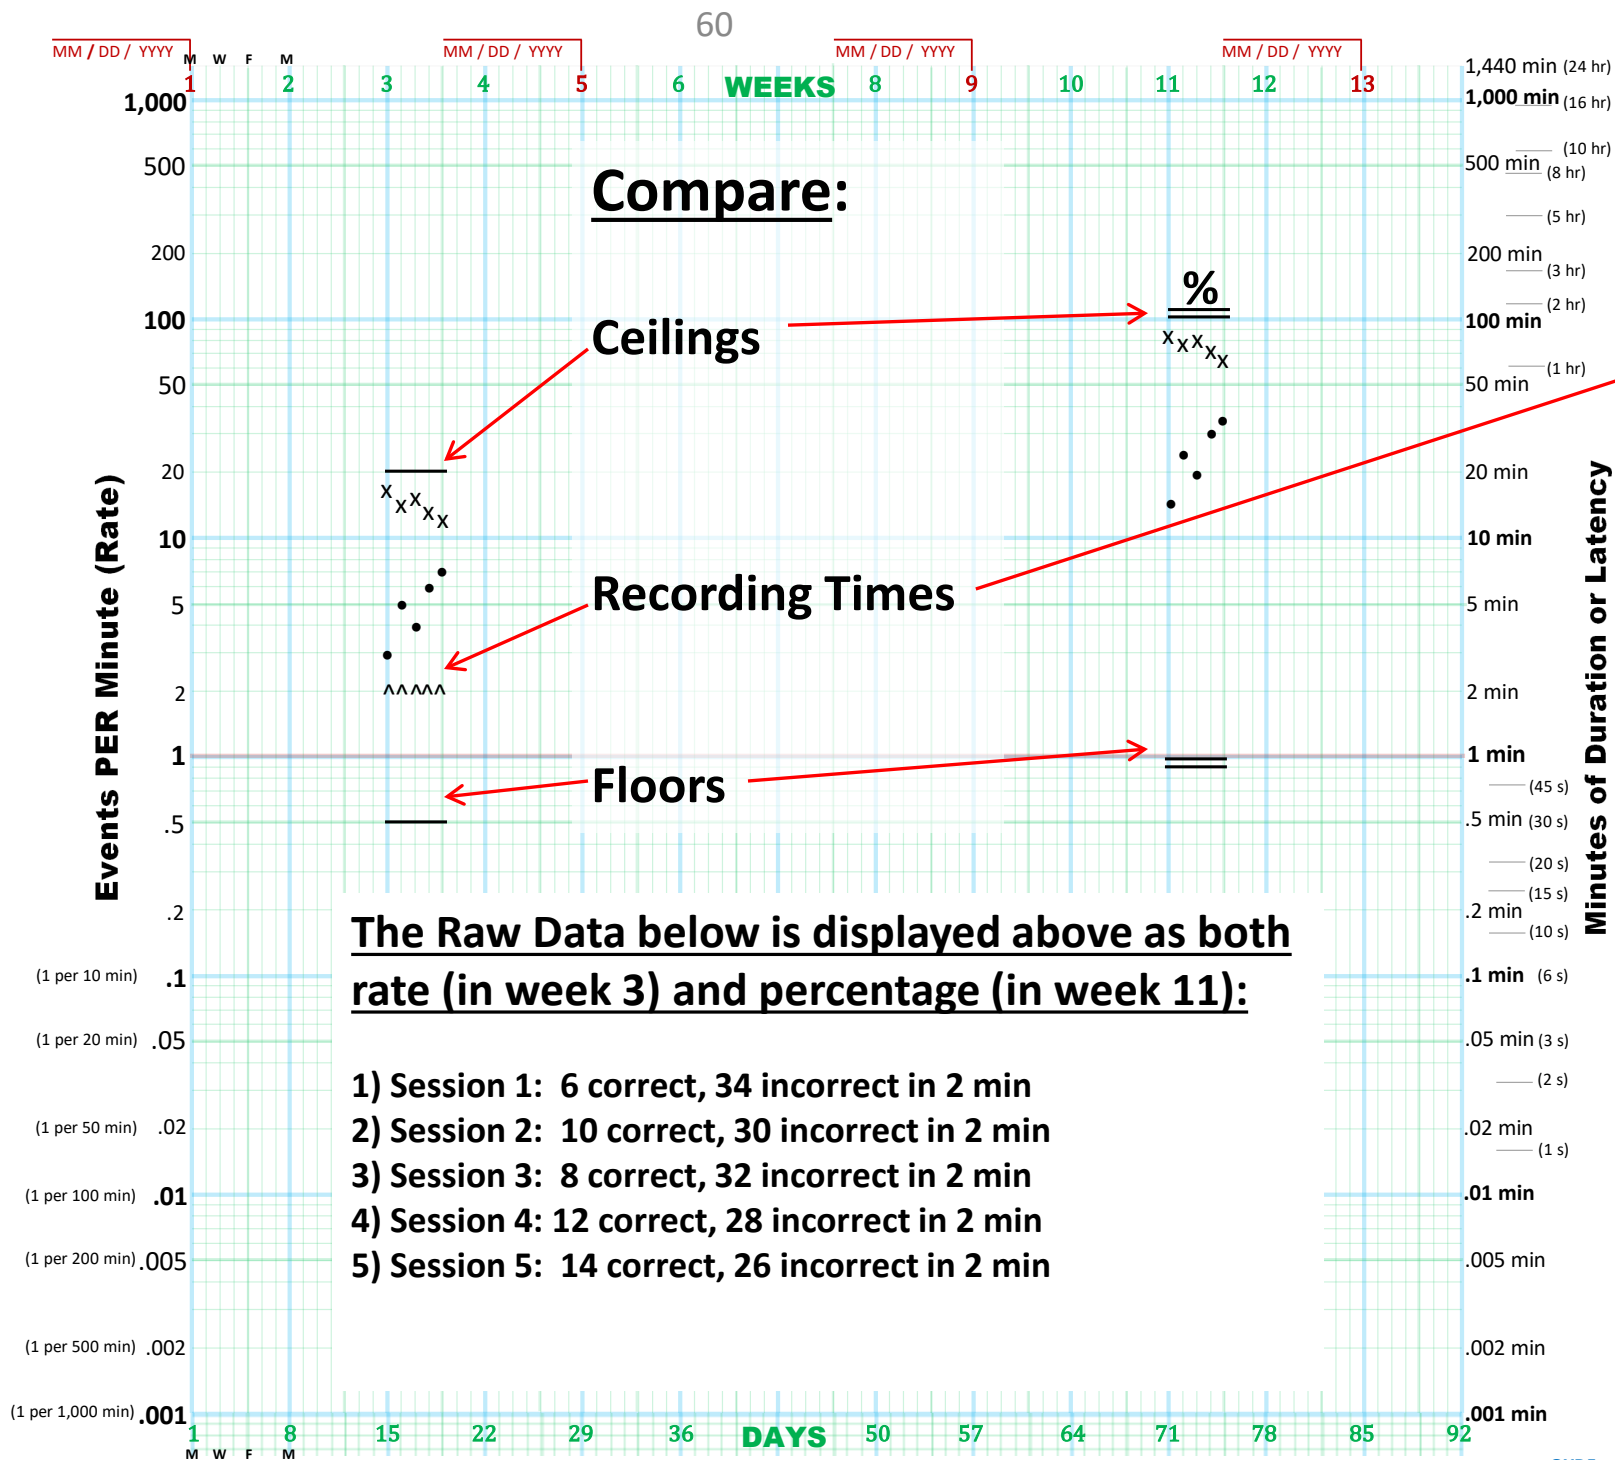 60
MM / DD / YYYY MM / DD / YYYY MM / DD / YYYY MM / DD / YYYY
M W F M
1 2 3 4 5 6 WEEKS 8 9 10 11 12 13
1,440 min (24 hr)
1,000 1,000 min (16 hr)
(10 hr)
500 500 min
(8 hr)
Compare:
(5 hr)
200 200 min
(3 hr)
%
(2 hr)
100 100 min
Ceilings
X X X X X
(1 hr)
50 50 min
20 20 min
X X X X X
10 10 min
Recording Times
5 5 min
^ ^ ^ ^ ^
2 2 min
1 1 min
Floors
(45 s)
.5 .5 min (30 s)
(20 s)
(15 s)
.2 .2 min
(10 s)
Events PER Minute (Rate)
Minutes of Duration or Latency
The Raw Data below is displayed above as both
rate (in week 3) and percentage (in week 11):
(1 per 10 min) .1 .1 min (6 s)
(1 per 20 min) .05 .05 min (3 s)
(2 s)
1) Session 1: 6 correct, 34 incorrect in 2 min
2) Session 2: 10 correct, 30 incorrect in 2 min
(1 per 50 min) .02 .02 min
(1 s)
3) Session 3: 8 correct, 32 incorrect in 2 min
(1 per 100 min) .01 .01 min
4) Session 4: 12 correct, 28 incorrect in 2 min
5) Session 5: 14 correct, 26 incorrect in 2 min
(1 per 200 min) .005 .005 min
(1 per 500 min) .002 .002 min
(1 per 1,000 min) .001 .001 min
1 8 15 22 29 36 DAYS 50 57 64 71 78 85 92
M W F M